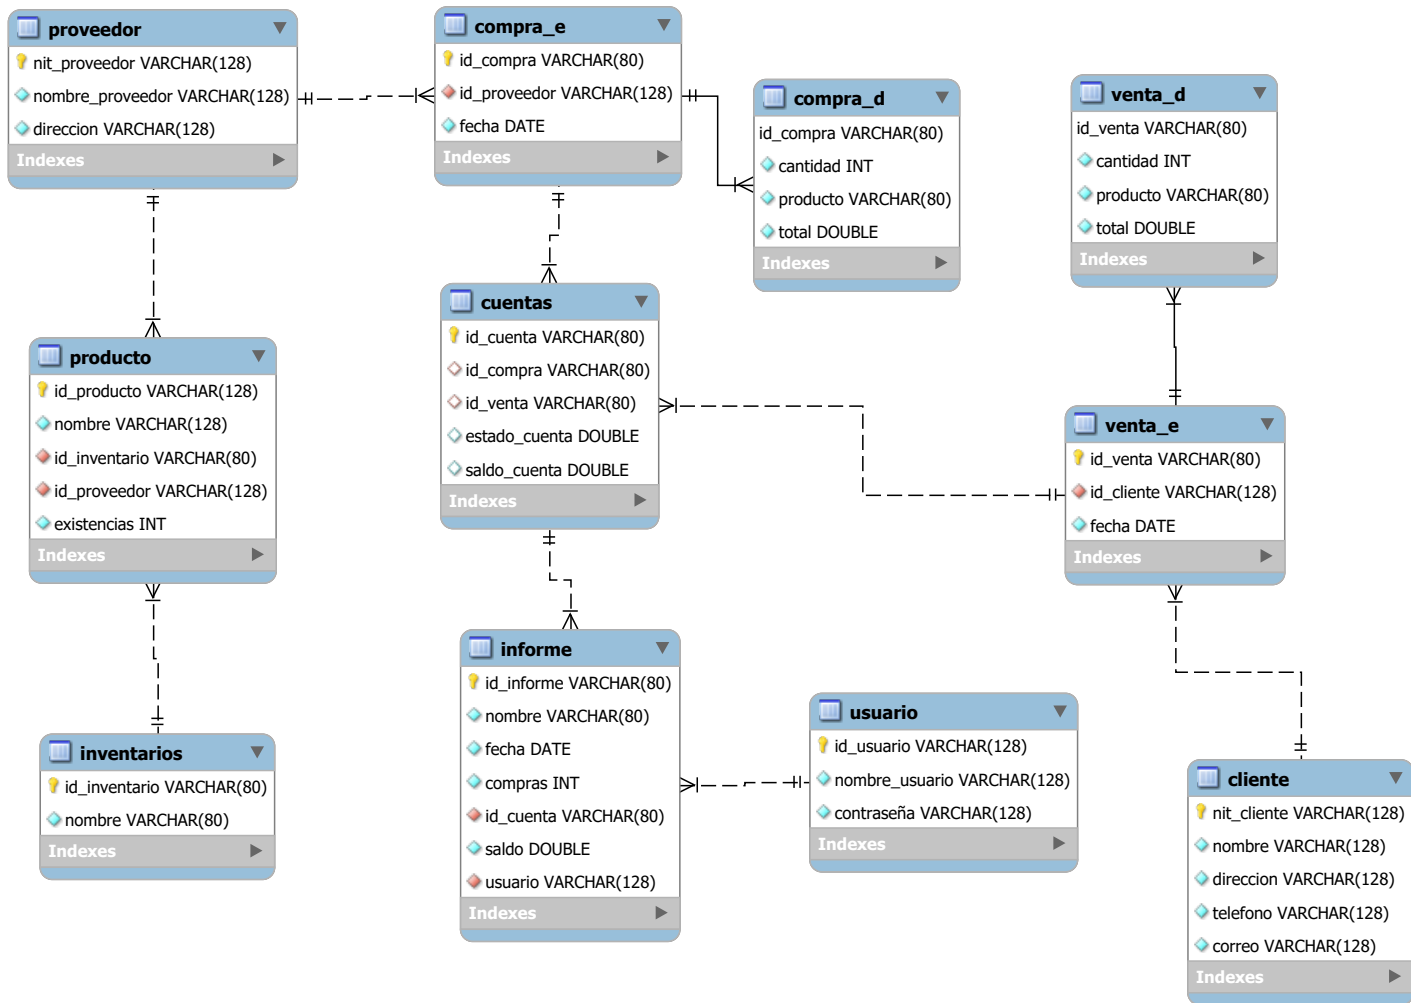 proveedor
nit_proveedor VARCHAR(128)
nombre_proveedor VARCHAR(128)
direccion VARCHAR(128)
Indexes
compra_e
id_compra VARCHAR(80)
id_proveedor VARCHAR(128)
fecha DATE
Indexes
compra_d
id_compra VARCHAR(80)
cantidad INT
producto VARCHAR(80)
total DOUBLE
Indexes
venta_d
id_venta VARCHAR(80)
cantidad INT
producto VARCHAR(80)
total DOUBLE
Indexes
producto
id_producto VARCHAR(128)
nombre VARCHAR(128)
id_inventario VARCHAR(80)
id_proveedor VARCHAR(128)
existencias INT
Indexes
cuentas
id_cuenta VARCHAR(80)
id_compra VARCHAR(80)
id_venta VARCHAR(80)
estado_cuenta DOUBLE
saldo_cuenta DOUBLE
Indexes
venta_e
id_venta VARCHAR(80)
id_cliente VARCHAR(128)
fecha DATE
Indexes
inventarios
id_inventario VARCHAR(80)
nombre VARCHAR(80)
Indexes
informe
id_informe VARCHAR(80)
nombre VARCHAR(80)
fecha DATE
compras INT
id_cuenta VARCHAR(80)
saldo DOUBLE
usuario VARCHAR(128)
Indexes
usuario
id_usuario VARCHAR(128)
nombre_usuario VARCHAR(128)
contraseña VARCHAR(128)
Indexes
cliente
nit_cliente VARCHAR(128)
nombre VARCHAR(128)
direccion VARCHAR(128)
telefono VARCHAR(128)
correo VARCHAR(128)
Indexes